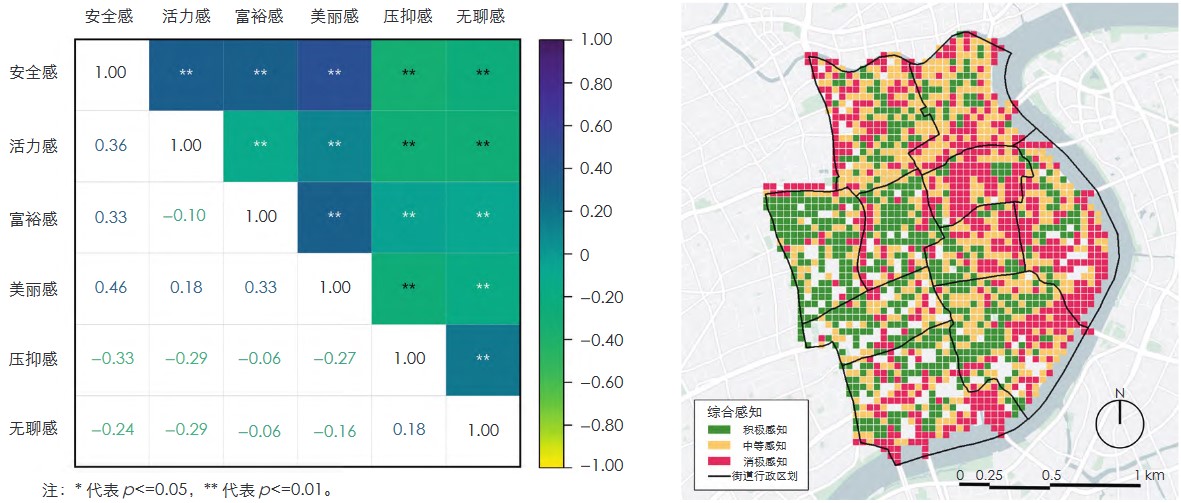 安全感 活力感 富裕感 美丽感 压抑感 无聊感
安全感 1.00 ** ** ** ** **
活力感 0.36 1.00 ** ** ** **
富裕感 0.33 −0.10 1.00 ** ** **
美丽感 0.46 0.18 0.33 1.00 ** **
压抑感 −0.33 −0.29 −0.06 −0.27 1.00 **
无聊感 −0.24 −0.29 −0.06 −0.16 0.18 1.00
1.00
0.80
0.60
0.40
0.20
0
−0.20
−0.40
−0.60
−0.80
−1.00
注：* 代表 p<=0.05，** 代表 p<=0.01。
综合感知
积极感知
中等感知
消极感知
街道行政区划
N
0 0.25 0.5 1 km